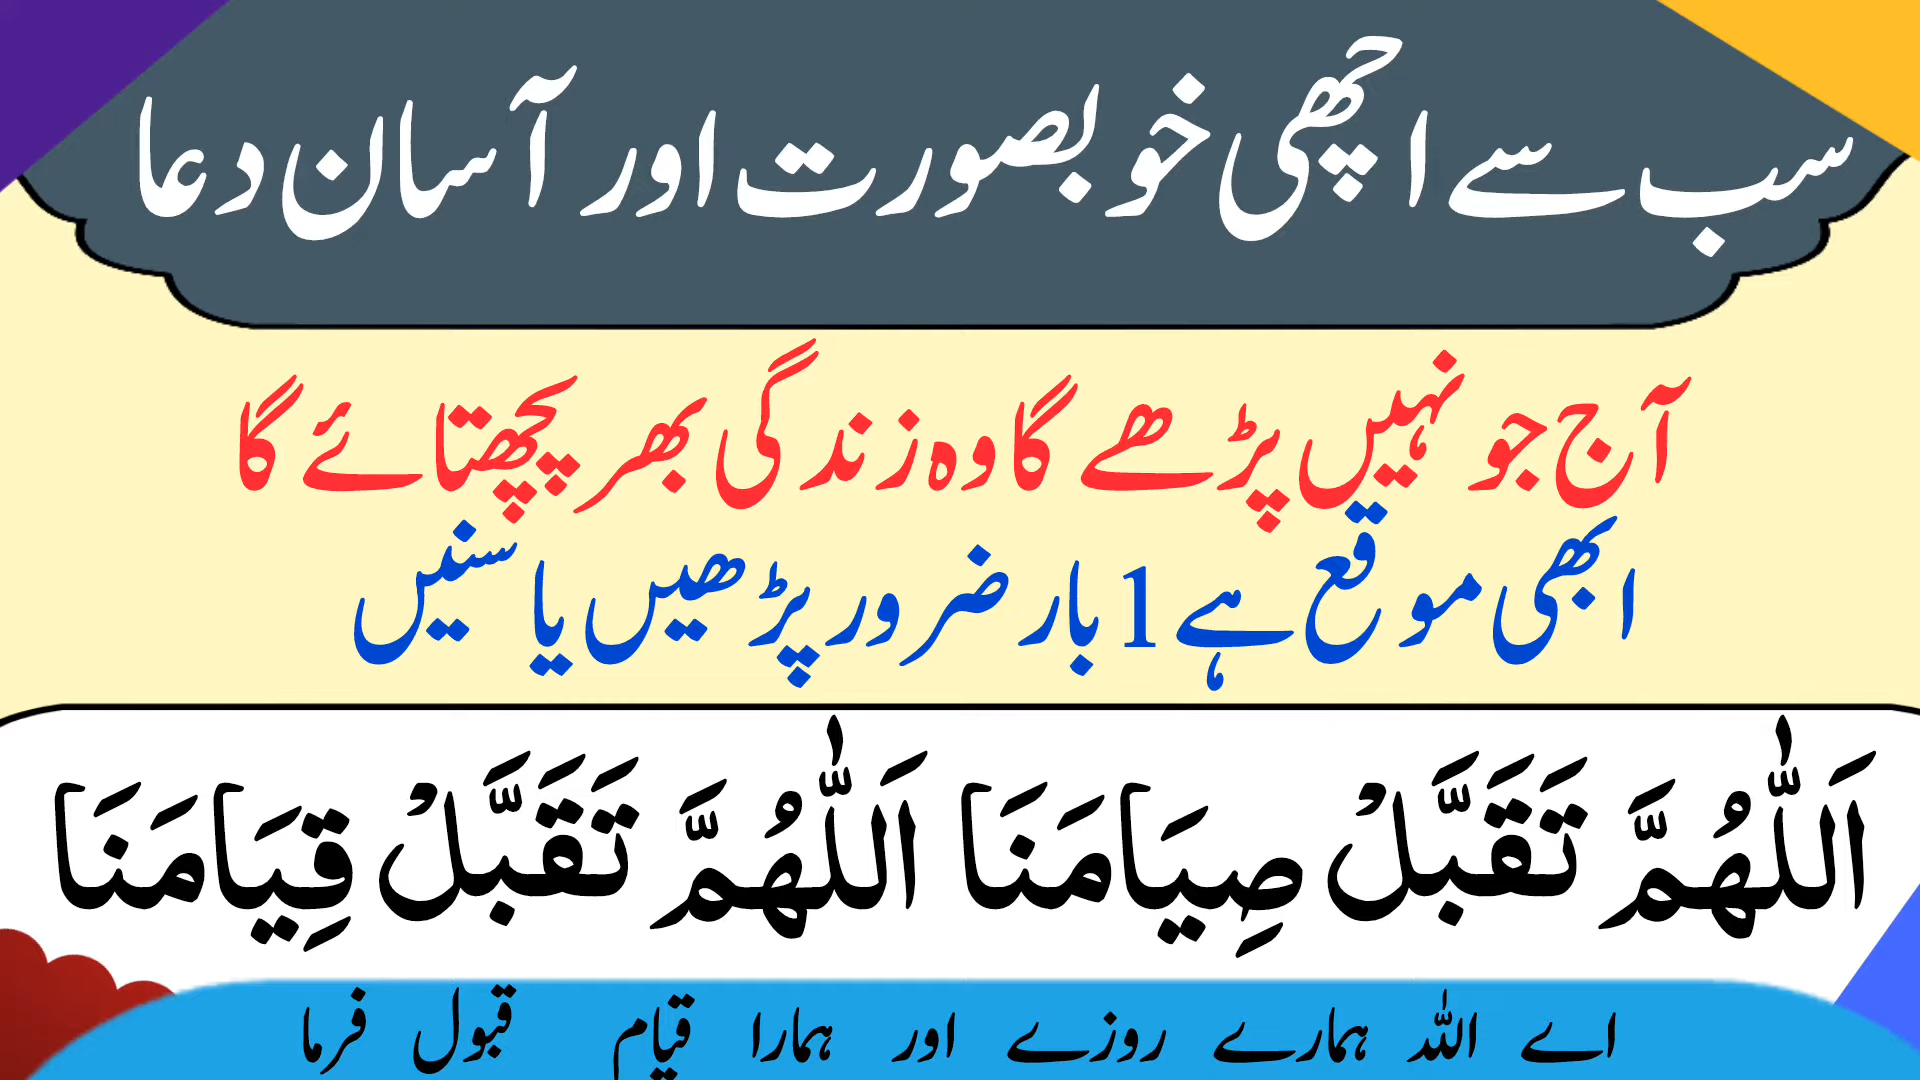 سب سے اچھی خوبصورت اور آسان دعا
آج جو نہیں پڑھے گا وہ زندگی بھر پچھتائے گا
ابھی موقع ہے 1 بار ضرور پڑھیں یا سنیں
اَللّٰهُمَّ تَقَبَّلْ صِيَامَنَا اَللّٰهُمَّ تَقَبَّلْ قِيَامَنَا
اے اللہ ہمارے روزے اور ہمارا قیام قبول فرما